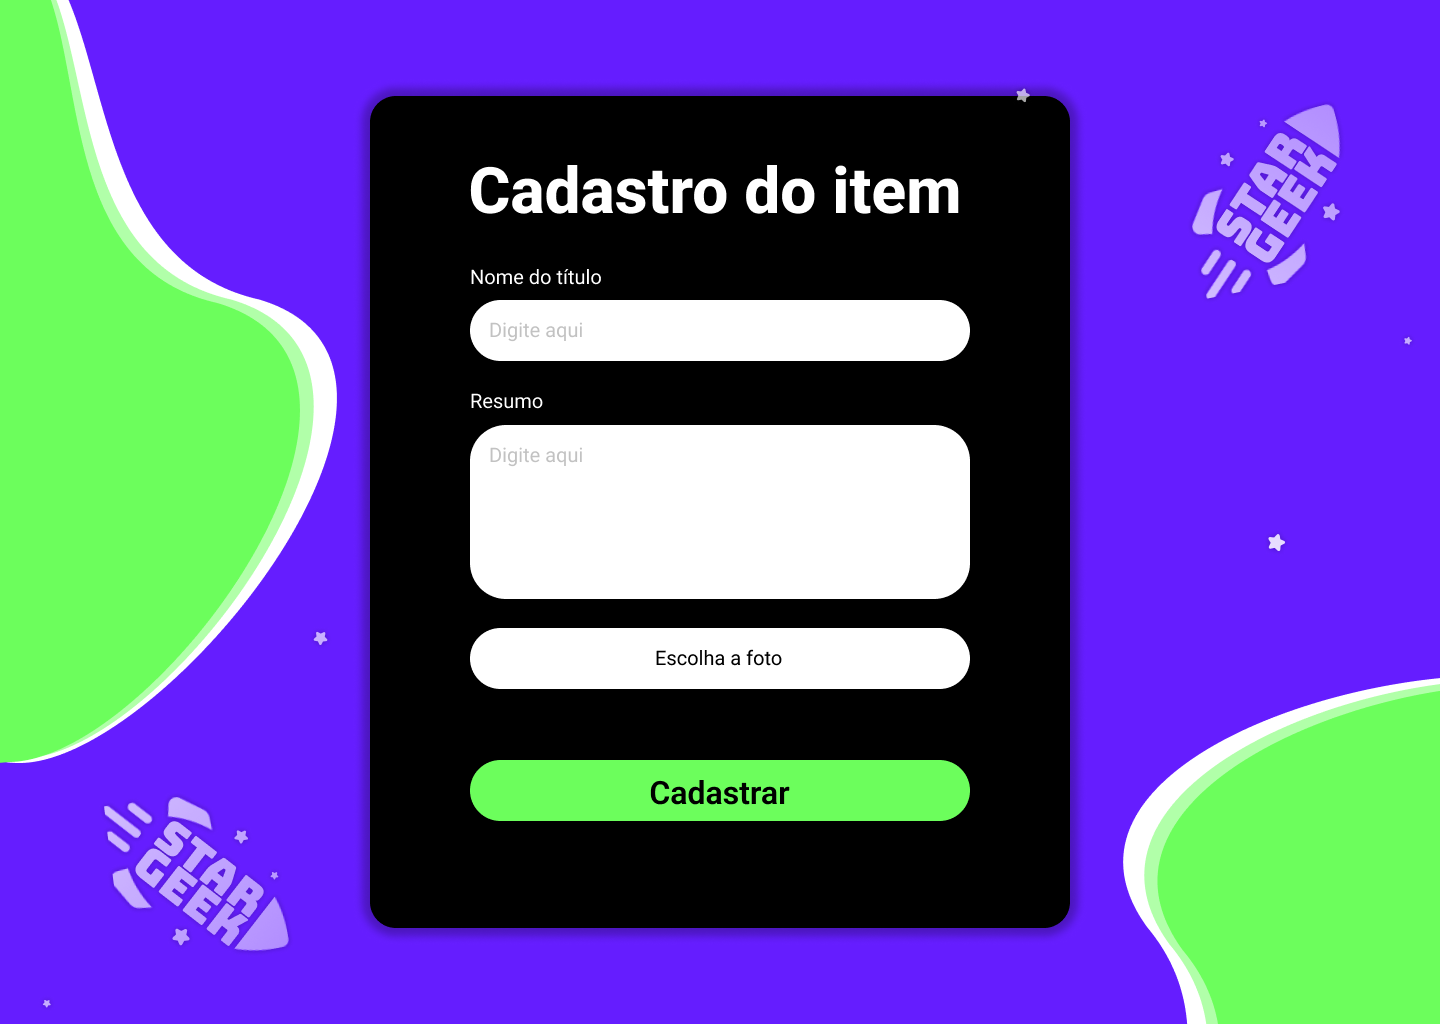 Cadastro do item
STAR
GEEK
Nome do título
Digite aqui
Resumo
Digite aqui
Escolha a foto
Cadastrar
STAR
GEEK